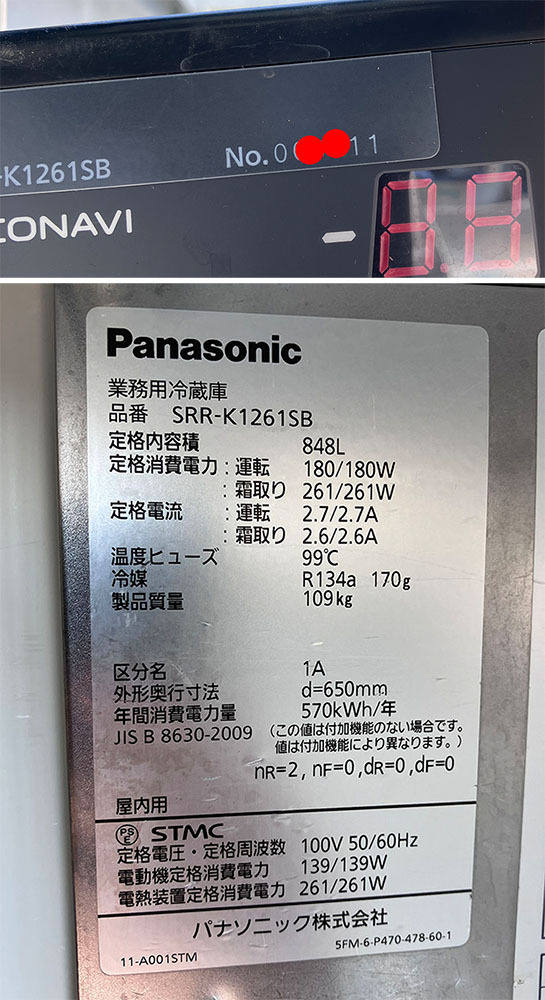 -K1261SB
No.0 11
CONAVI
Panasonic
業務用冷蔵庫
品番 SRR-K1261SB
定格内容積 848L
定格消費電力:運転 180/180W
:霜取り 261/261W
定格電流 :運転 2.7/2.7A
:霜取り 2.6/2.6A
温度ヒューズ 99℃
冷媒 R134a 170g
製品質量 109kg
区分名 1A
外形奥行寸法 d=650mm
年間消費電力量 570kWh/年
JIS B 8630-2009 (この値は付加機能のない場合です。
値は付加機能により異なります。)
nR=2, nF=0, dR=0, dF=0
屋内用
PSE STMC
定格電圧・定格周波数 100V 50/60Hz
電動機定格消費電力 139/139W
電熱装置定格消費電力 261/261W
パナソニック株式会社
5FM-6-P470-478-60-1
11-A001STM